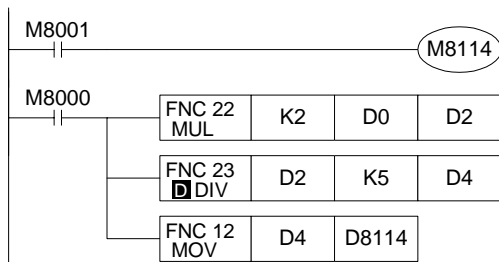 M8001
M8114
M8000
FNC 22 MUL K2 D0 D2
FNC 23 D DIV D2 K5 D4
FNC 12 MOV D4 D8114